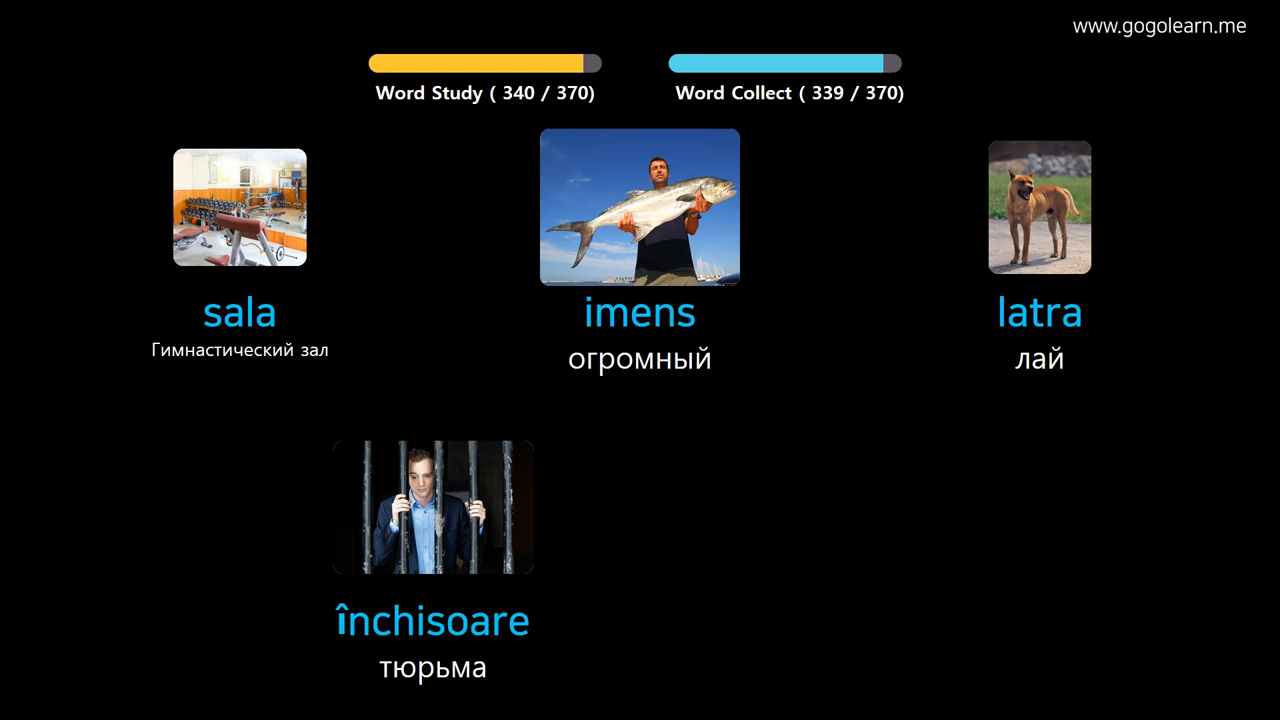 www.gogolearn.me
Word Study ( 340 / 370)
Word Collect ( 339 / 370)
sala
Гимнастический зал
imens
огромный
latra
лай
închisoare
тюрьма